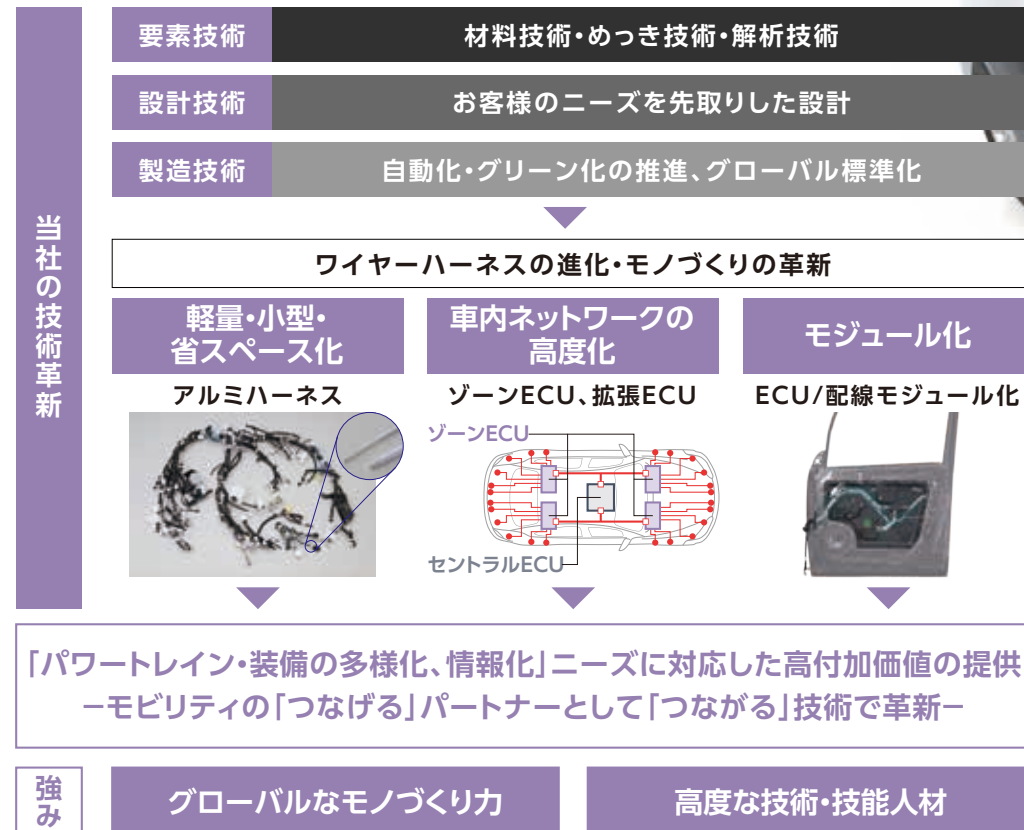 当社の技術革新
要素技術
材料技術・めっき技術・解析技術
設計技術
お客様のニーズを先取りした設計
製造技術
自動化・グリーン化の推進、グローバル標準化
ワイヤーハーネスの進化・モノづくりの革新
軽量・小型・
省スペース化
アルミハーネス
車内ネットワークの
高度化
ゾーンECU、拡張ECU
ゾーンECU
セントラルECU
モジュール化
ECU/配線モジュール化
「パワートレイン・装備の多様化、情報化」ニーズに対応した高付加価値の提供
－モビリティの「つなげる」パートナーとして「つながる」技術で革新－
強み
グローバルなモノづくり力
高度な技術・技能人材